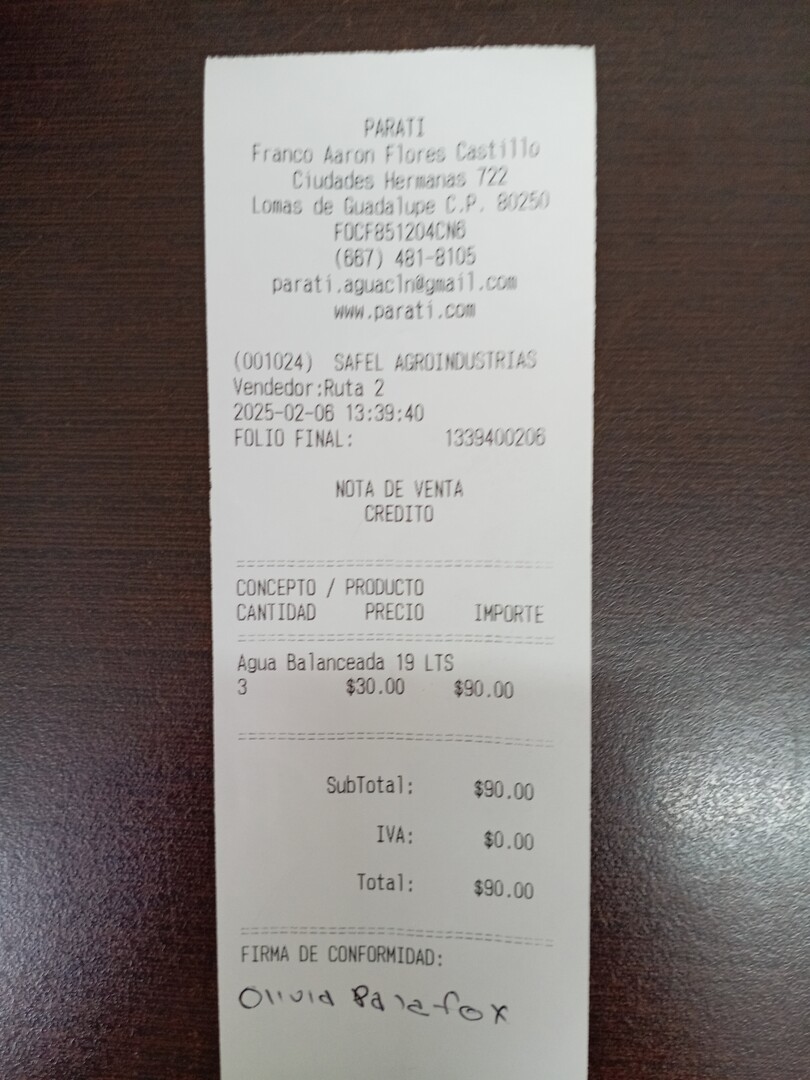 PARATI
Franco Aaron Flores Castillo
Ciudades Hermanas 722
Lomas de Guadalupe C.P. 80250
FOCF851204CN6
(667) 481-8105
parati.aguacln@gmail.com
www.parati.com
(001024) SAFEL AGROINDUSTRIAS
Vendedor:Ruta 2
2025-02-06 13:39:40
FOLIO FINAL: 1339400206
NOTA DE VENTA
CREDITO
CONCEPTO / PRODUCTO
CANTIDAD PRECIO IMPORTE
Agua Balanceada 19 LTS
3 $30.00 $90.00
SubTotal: $90.00
IVA: $0.00
Total: $90.00
FIRMA DE CONFORMIDAD:
Olivia Palafox